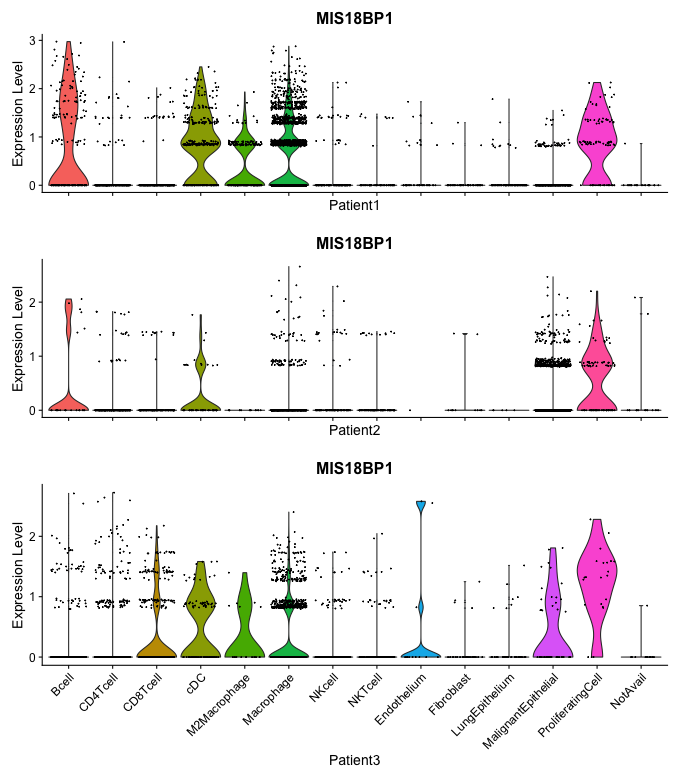 MIS18BP1
Expression Level
3
2
1
0
Patient1
MIS18BP1
Expression Level
2
1
0
Patient2
MIS18BP1
Expression Level
2
1
0
Bcell
CD4Tcell
CD8Tcell
cDC
M2Macrophage
Macrophage
NKcell
NKTcell
Endothelium
Fibroblast
LungEpithelium
MalignantEpithelial
ProliferatingCell
NotAvail
Patient3